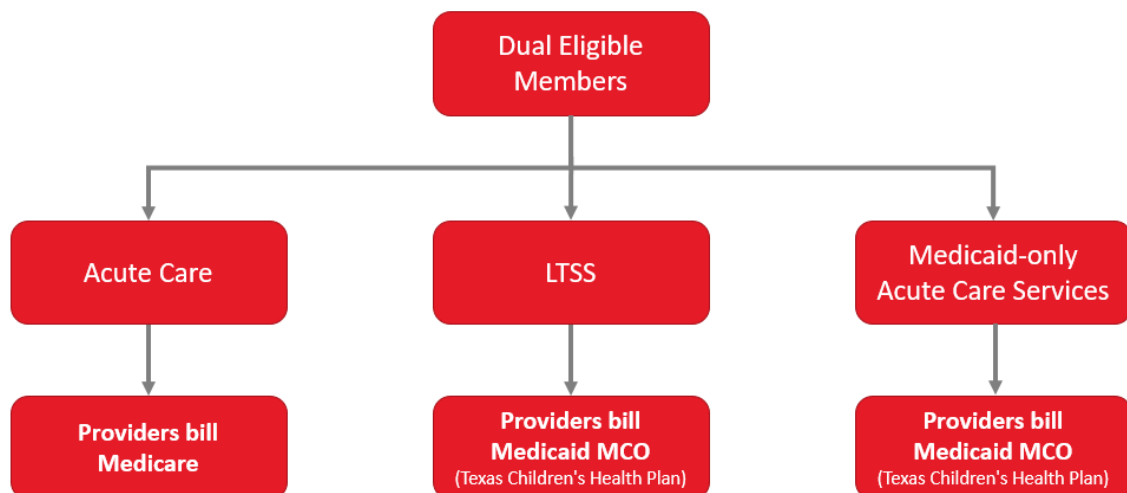 Dual Eligible
Members
Acute Care
LTSS
Medicaid-only
Acute Care Services
Providers bill
Medicare
Providers bill
Medicaid MCO
(Texas Children's Health Plan)
Providers bill
Medicaid MCO
(Texas Children's Health Plan)